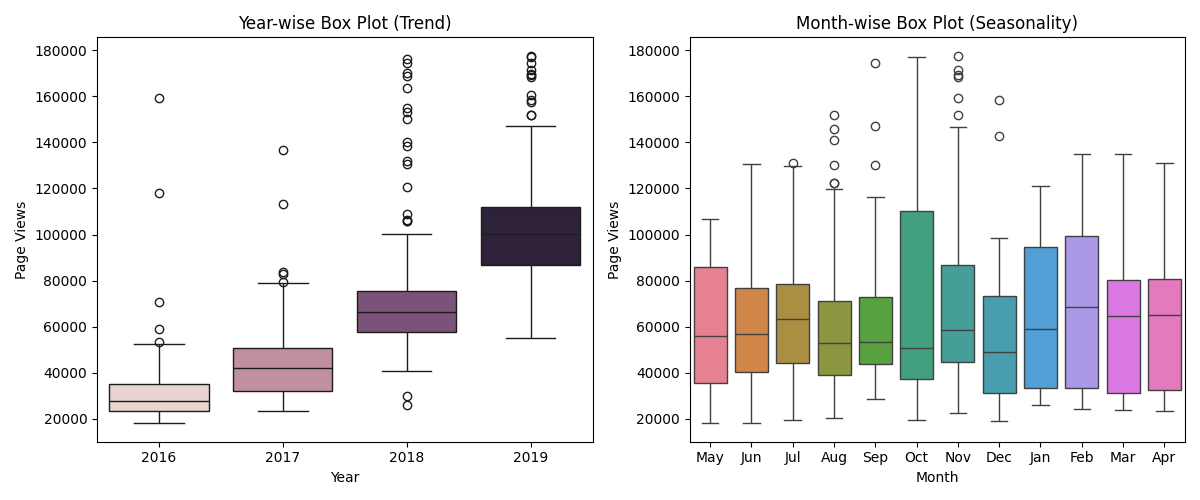 Year-wise Box Plot (Trend)
180000
160000
140000
120000
100000
80000
60000
40000
20000
Page Views
2016 2017 2018 2019
Year
Month-wise Box Plot (Seasonality)
180000
160000
140000
120000
100000
80000
60000
40000
20000
Page Views
May Jun Jul Aug Sep Oct Nov Dec Jan Feb Mar Apr
Month